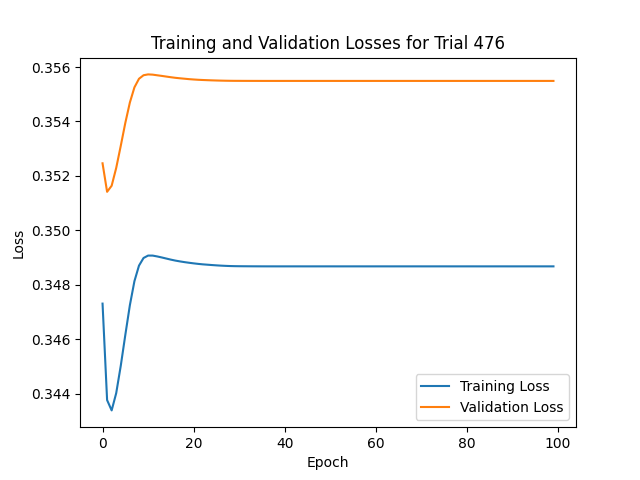 Training and Validation Losses for Trial 476
0.356
0.354
0.352
0.350
0.348
0.346
0.344
Loss
0
20
40
60
80
100
Epoch
Training Loss
Validation Loss